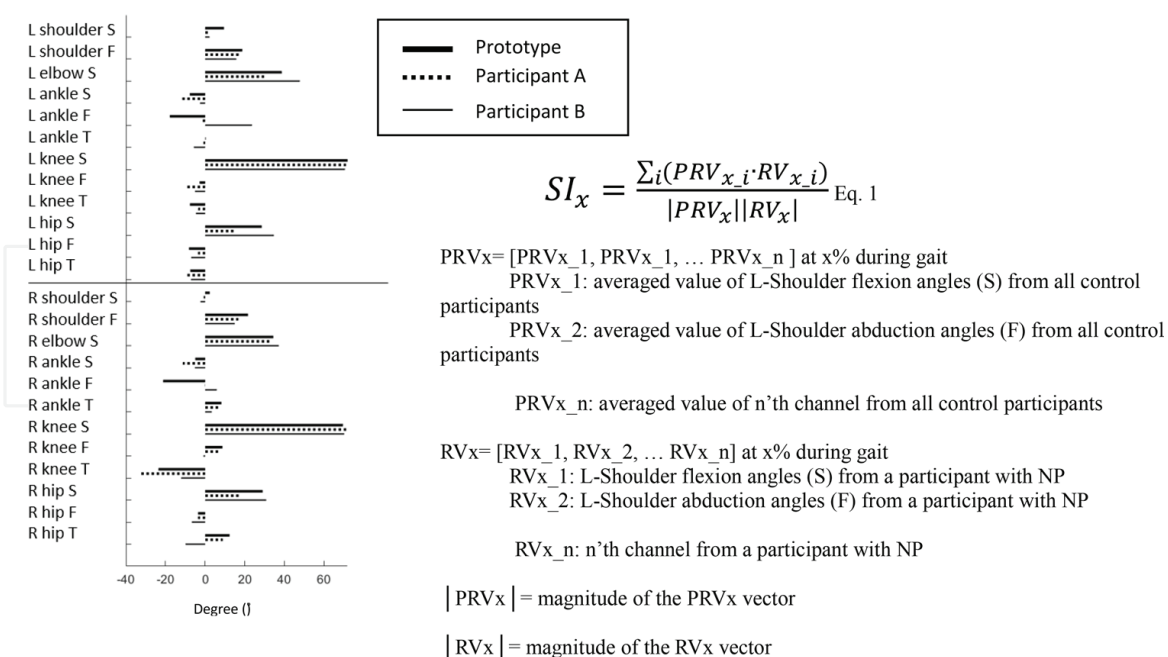 L shoulder S
L shoulder F
L elbow S
L ankle S
L ankle F
L ankle T
L knee S
L knee F
L knee T
L hip S
L hip F
L hip T
R shoulder S
R shoulder F
R elbow S
R ankle S
R ankle F
R ankle T
R knee S
R knee F
R knee T
R hip S
R hip F
R hip T
-40 -20 0 20 40 60
Degree (°)
Prototype
Participant A
Participant B
SIₓ = ∑ᵢ(PRVₓ_ᵢ·RVₓ_ᵢ) / |PRVₓ||RVₓ| Eq. 1
PRVx= [PRVx_1, PRVx_1, … PRVx_n ] at x% during gait
PRVx_1: averaged value of L-Shoulder flexion angles (S) from all control
participants
PRVx_2: averaged value of L-Shoulder abduction angles (F) from all control
participants
PRVx_n: averaged value of n’th channel from all control participants
RVx= [RVx_1, RVx_2, … RVx_n] at x% during gait
RVx_1: L-Shoulder flexion angles (S) from a participant with NP
RVx_2: L-Shoulder abduction angles (F) from a participant with NP
RVx_n: n’th channel from a participant with NP
|PRVx|= magnitude of the PRVx vector
|RVx|= magnitude of the RVx vector